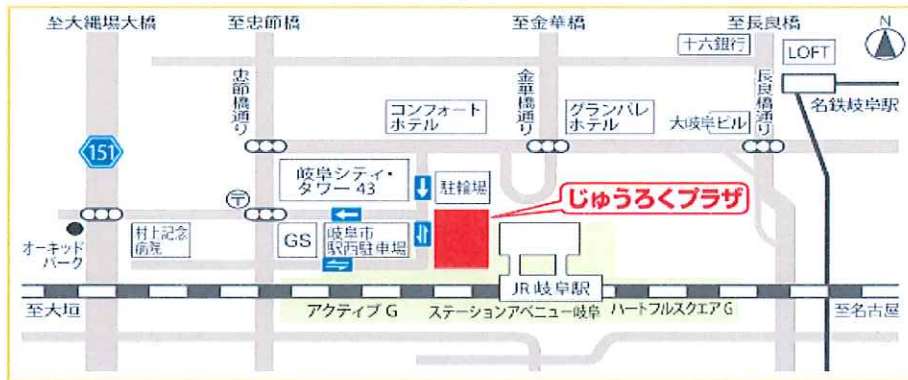 至大縄場大橋
至忠節橋
至金華橋
至長良橋
N
十六銀行
LOFT
忠節橋通り
金華橋通り
長良橋通り
名鉄岐阜駅
コンフォート
ホテル
グランパレ
ホテル
大岐阜ビル
151
岐阜シティ・
タワー43
駐輪場
じゅうろくプラザ
〒
オーキッド
パーク
村上記念
病院
GS
岐阜市
駅西駐車場
JR岐阜駅
至大垣
アクティブG
ステーションアベニュー岐阜
ハートフルスクエアG
至名古屋